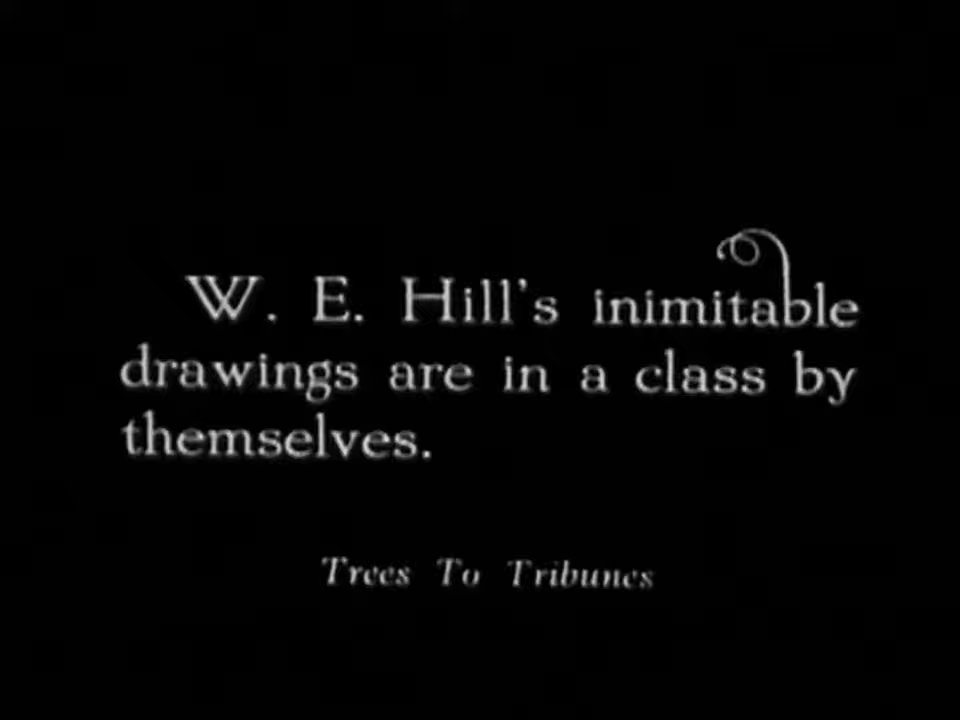 W. E. Hill's inimitable
drawings are in a class by
themselves.
Trees To Tribunes